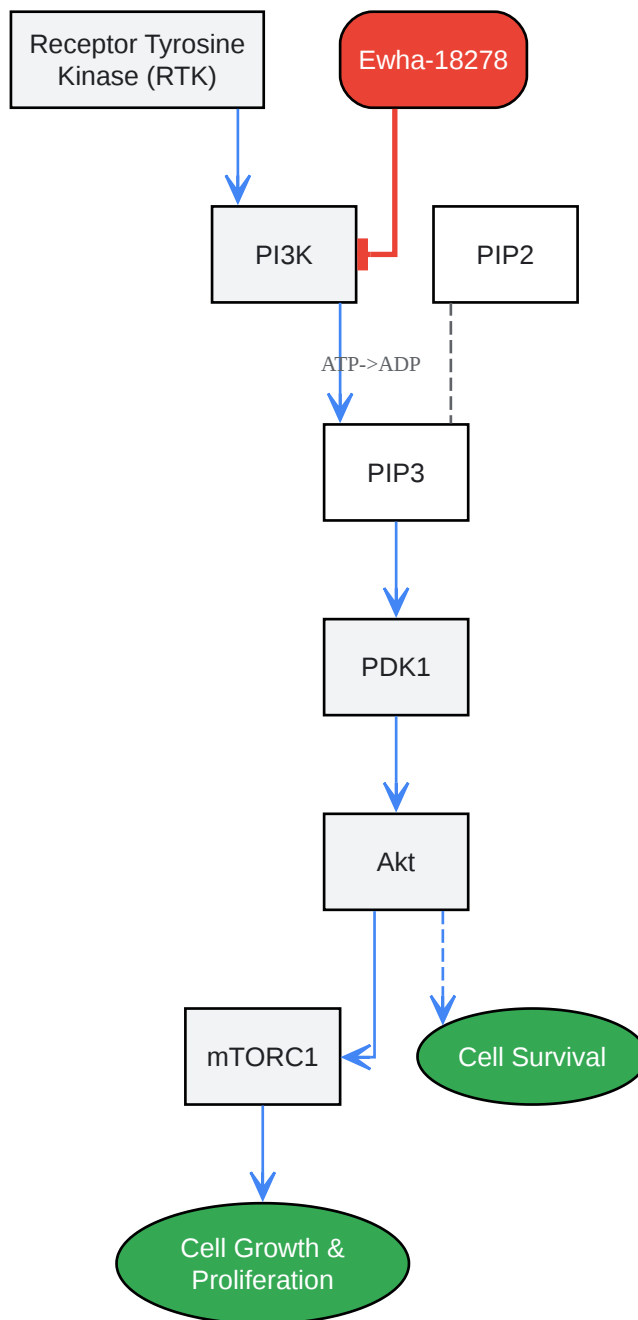 Receptor Tyrosine
Kinase (RTK)
Ewha-18278
PI3K
PIP2
ATP->ADP
PIP3
PDK1
Akt
mTORC1
Cell Survival
Cell Growth &
Proliferation